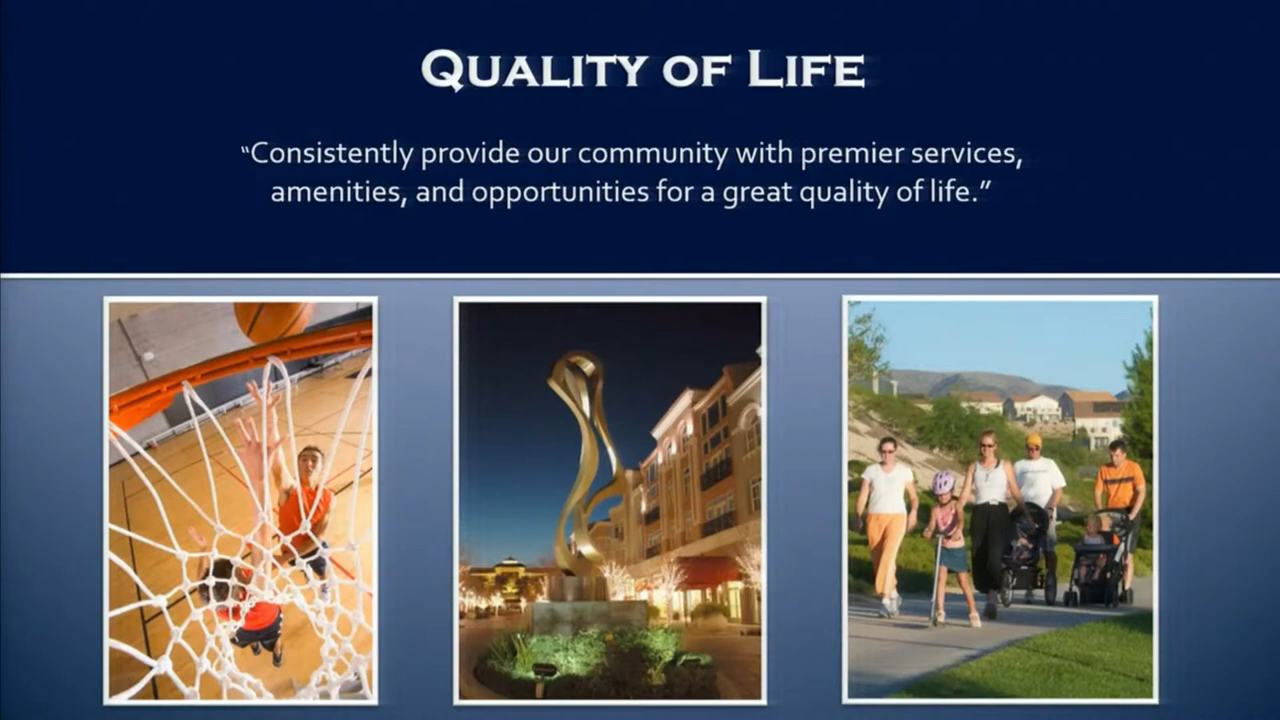 Quality of Life
“Consistently provide our community with premier services,
amenities, and opportunities for a great quality of life.”